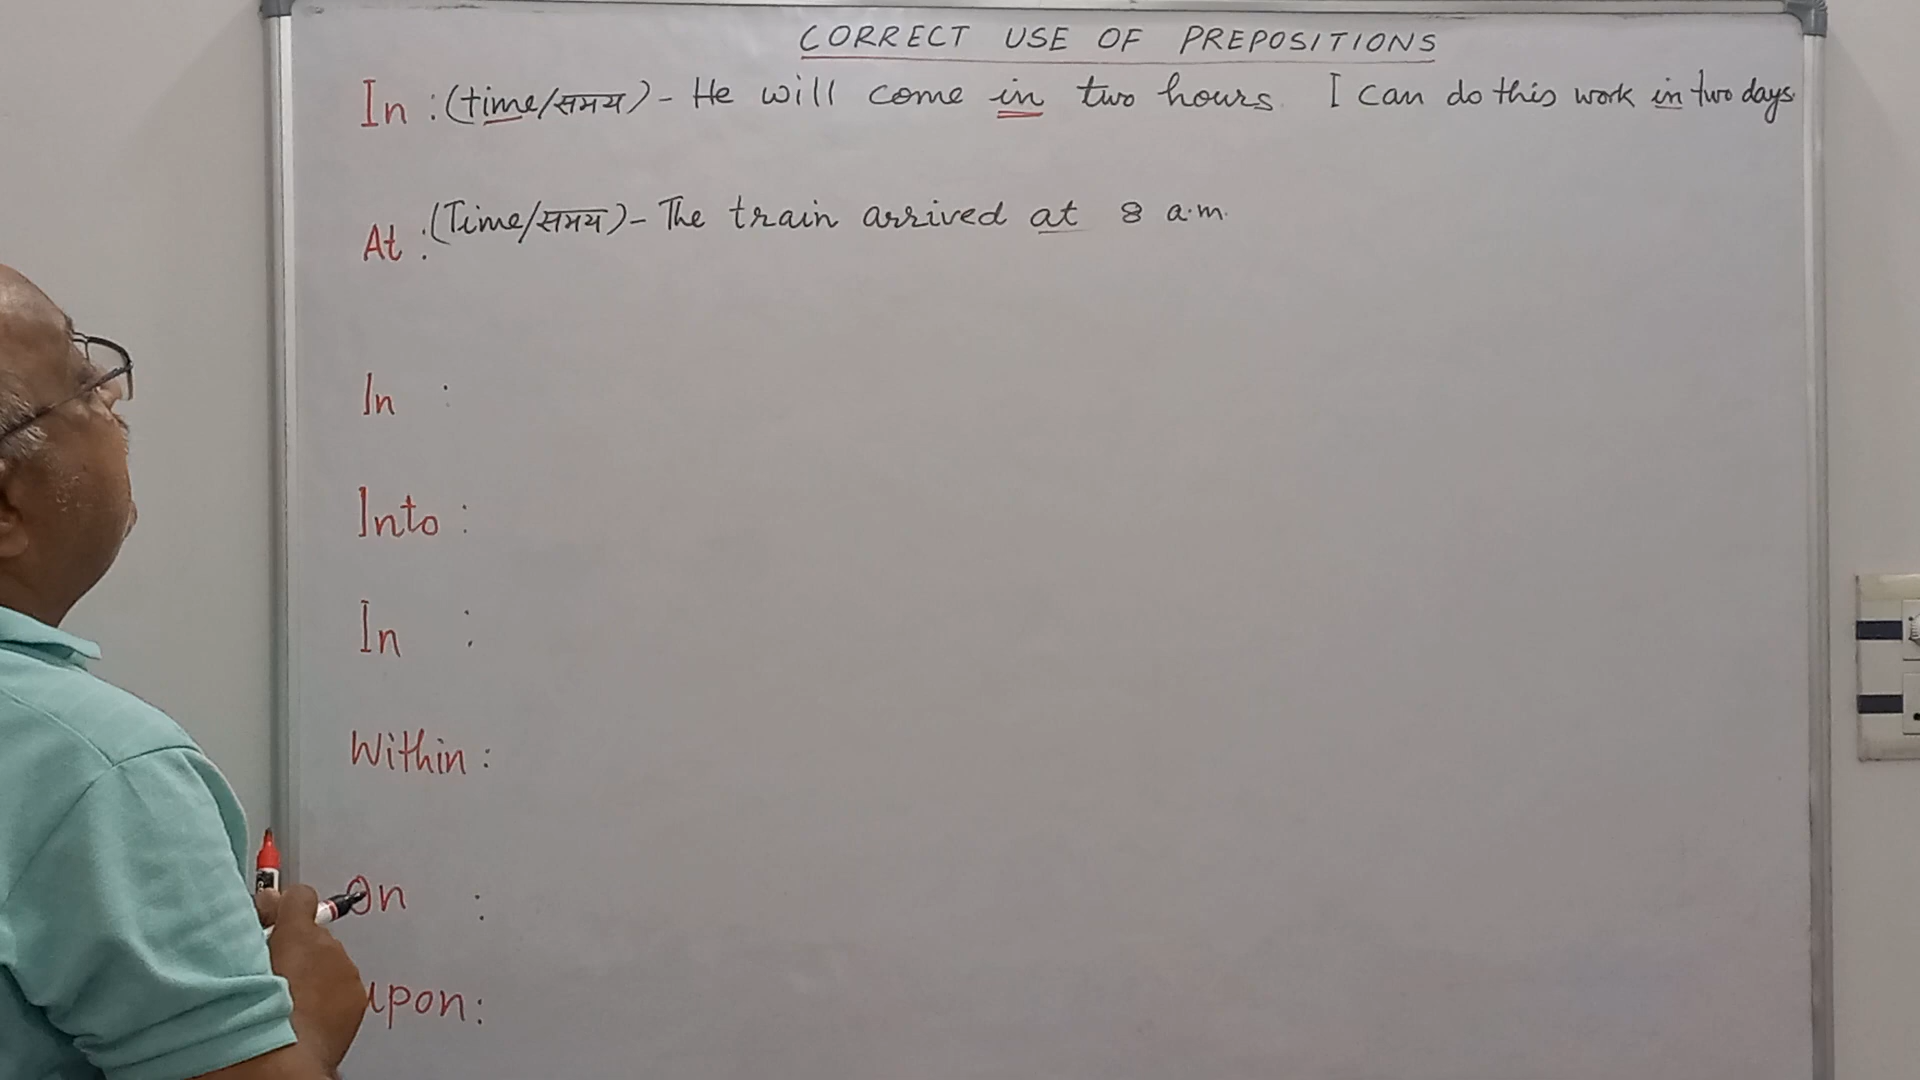 CORRECT USE OF PREPOSITIONS
In : (time/समय) - He will come in two hours. I can do this work in two days.
At : (Time/समय) - The train arrived at 8 a.m.
In :
Into :
In :
Within :
On :
upon :